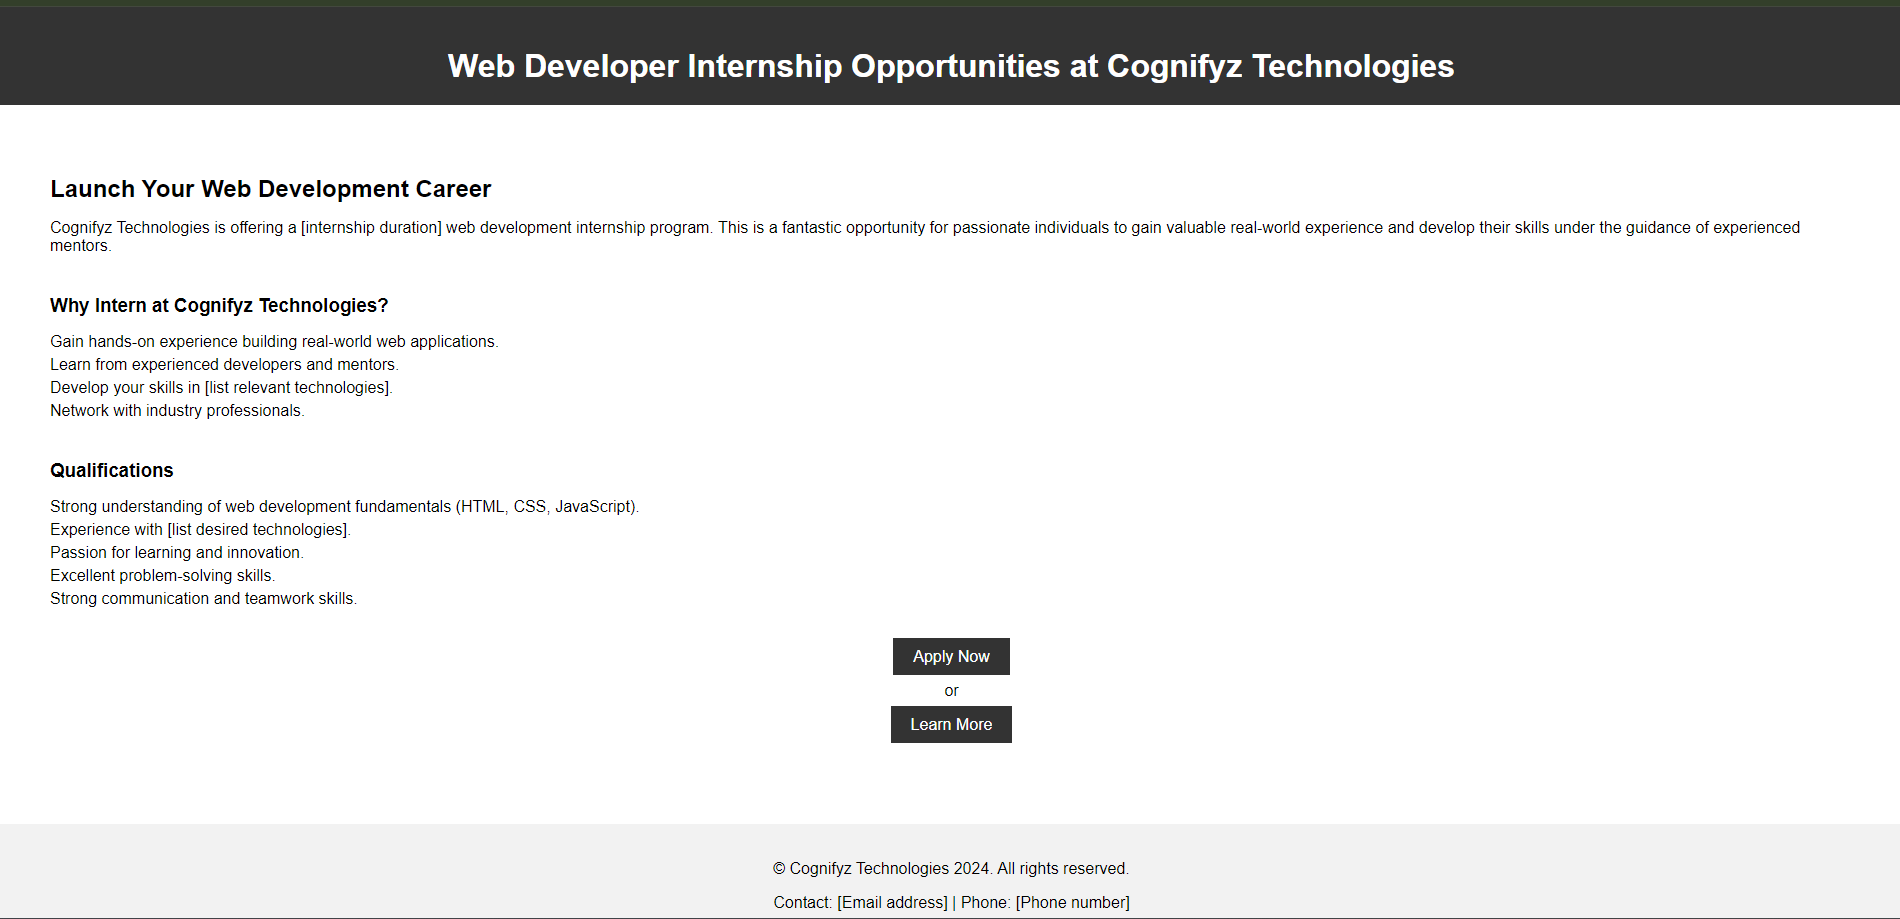 Web Developer Internship Opportunities at Cognifyz Technologies
Launch Your Web Development Career
Cognifyz Technologies is offering a [internship duration] web development internship program. This is a fantastic opportunity for passionate individuals to gain valuable real-world experience and develop their skills under the guidance of experienced
mentors.
Why Intern at Cognifyz Technologies?
Gain hands-on experience building real-world web applications.
Learn from experienced developers and mentors.
Develop your skills in [list relevant technologies].
Network with industry professionals.
Qualifications
Strong understanding of web development fundamentals (HTML, CSS, JavaScript).
Experience with [list desired technologies].
Passion for learning and innovation.
Excellent problem-solving skills.
Strong communication and teamwork skills.
Apply Now
or
Learn More
© Cognifyz Technologies 2024. All rights reserved.
Contact: [Email address] | Phone: [Phone number]